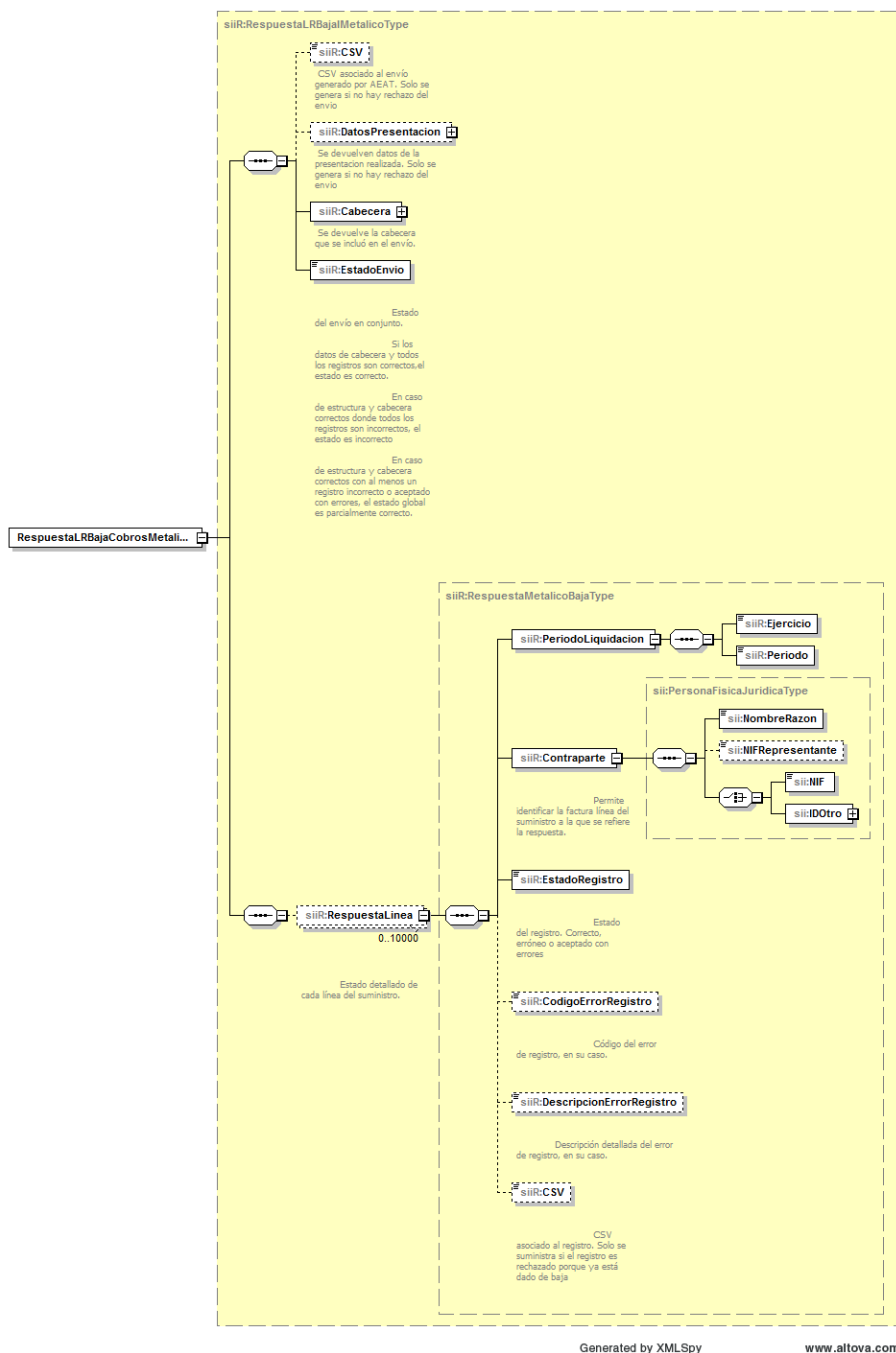 siiR:RespuestaLRBajaIMetalicoType
siiR:CSV
CSV asociado al envío
generado por AEAT. Solo se
genera si no hay rechazo del
envio
siiR:DatosPresentacion
Se devuelven datos de la
presentacion realizada. Solo se
genera si no hay rechazo del
envio
siiR:Cabecera
Se devuelve la cabecera
que se incluó en el envío.
siiR:EstadoEnvio
Estado
del envío en conjunto.
Si los
datos de cabecera y todos
los registros son correctos,el
estado es correcto.
En caso
de estructura y cabecera
correctos donde todos los
registros son incorrectos, el
estado es incorrecto
En caso
de estructura y cabecera
correctos con al menos un
registro incorrecto o aceptado
con errores, el estado global
es parcialmente correcto.
RespuestaLRBajaCobrosMetali...
siiR:RespuestaMetalicoBajaType
siiR:PeriodoLiquidacion
siiR:Ejercicio
siiR:Periodo
sii:PersonaFisicaJuridicaType
sii:NombreRazon
sii:NIFRepresentante
siiR:Contraparte
sii:NIF
sii:IDOtro
Permite
identificar la factura línea del
suministro a la que se refiere
la respuesta.
siiR:EstadoRegistro
Estado
del registro. Correcto,
erróneo o aceptado con
errores
siiR:RespuestaLinea
0..10000
Estado detallado de
cada línea del suministro.
siiR:CodigoErrorRegistro
Código del error
de registro, en su caso.
siiR:DescripcionErrorRegistro
Descripción detallada del error
de registro, en su caso.
siiR:CSV
CSV
asociado al registro. Solo se
suministra si el registro es
rechazado porque ya está
dado de baja
Generated by XMLSpy
www.altova.com